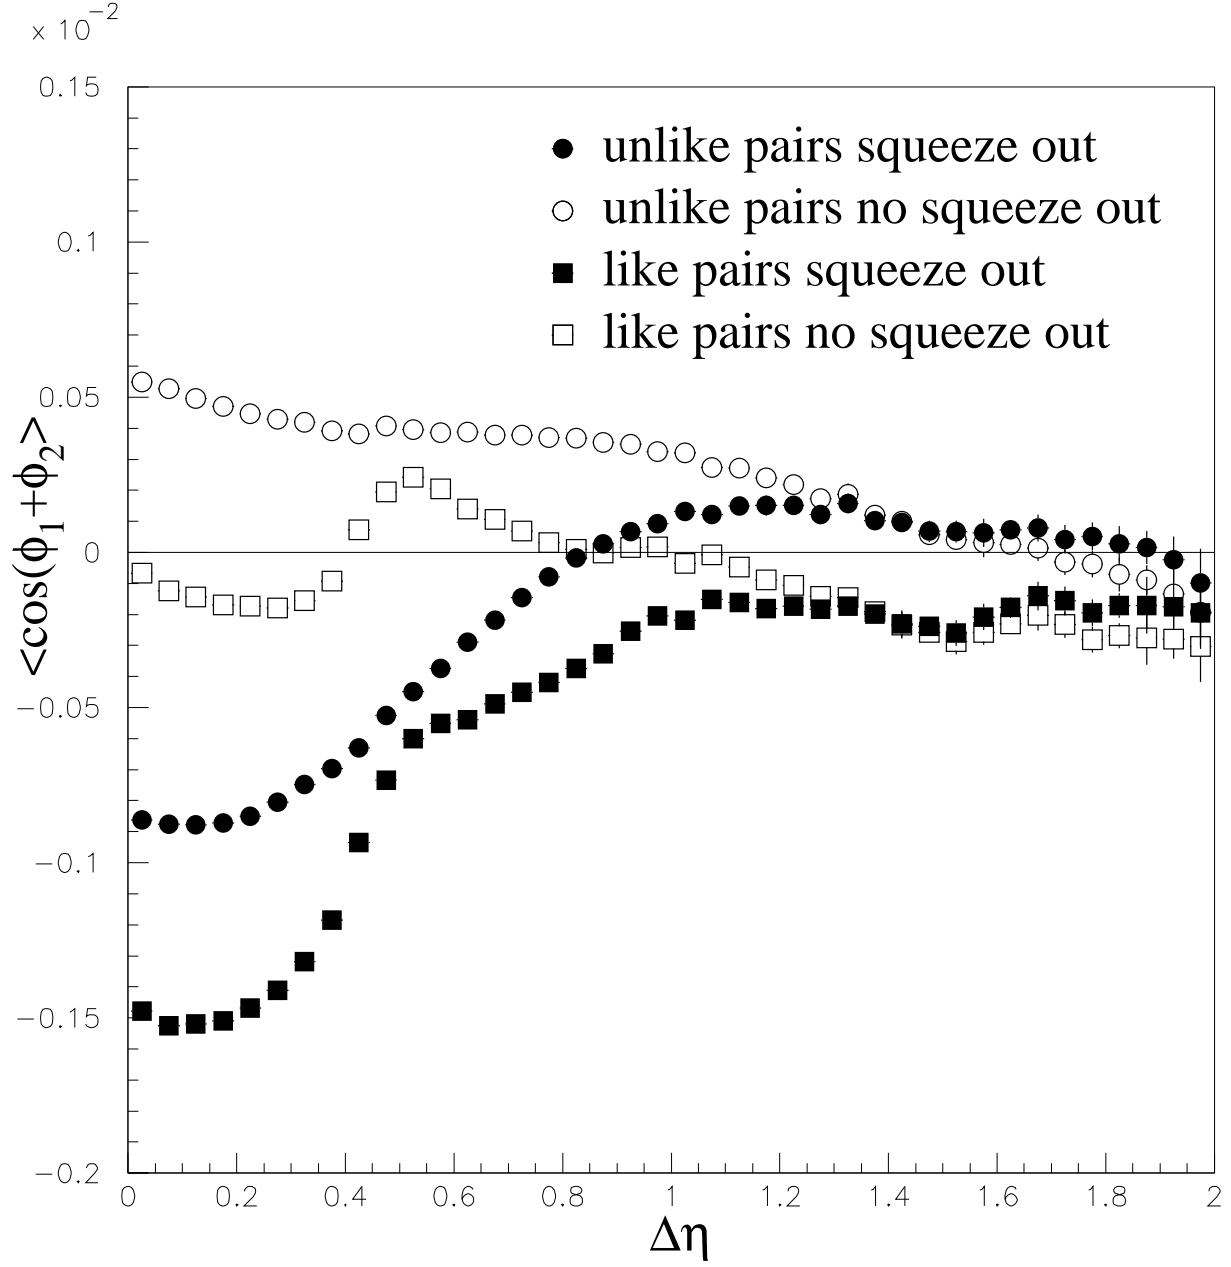 × 10⁻²
0.15
0.1
0.05
0
−0.05
−0.1
−0.15
−0.2
<cos(ϕ₁+ϕ₂)>
unlike pairs squeeze out
unlike pairs no squeeze out
like pairs squeeze out
like pairs no squeeze out
0 0.2 0.4 0.6 0.8 1 1.2 1.4 1.6 1.8 2
Δη